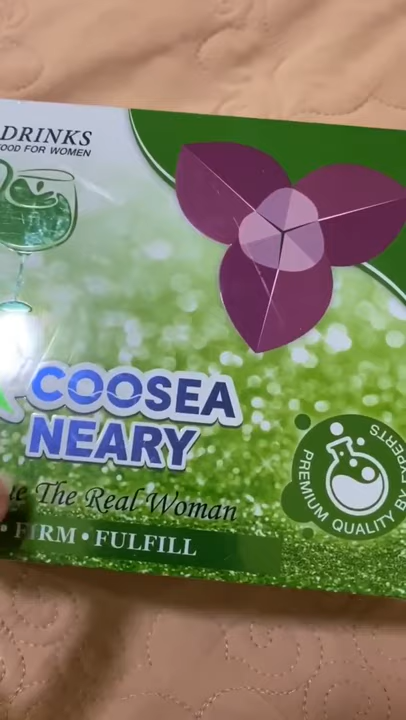 DRINKS
FOOD FOR WOMEN
COOSEA
NEARY
The Real Woman
• FIRM • FULFILL
PREMIUM QUALITY BY EXPERTS